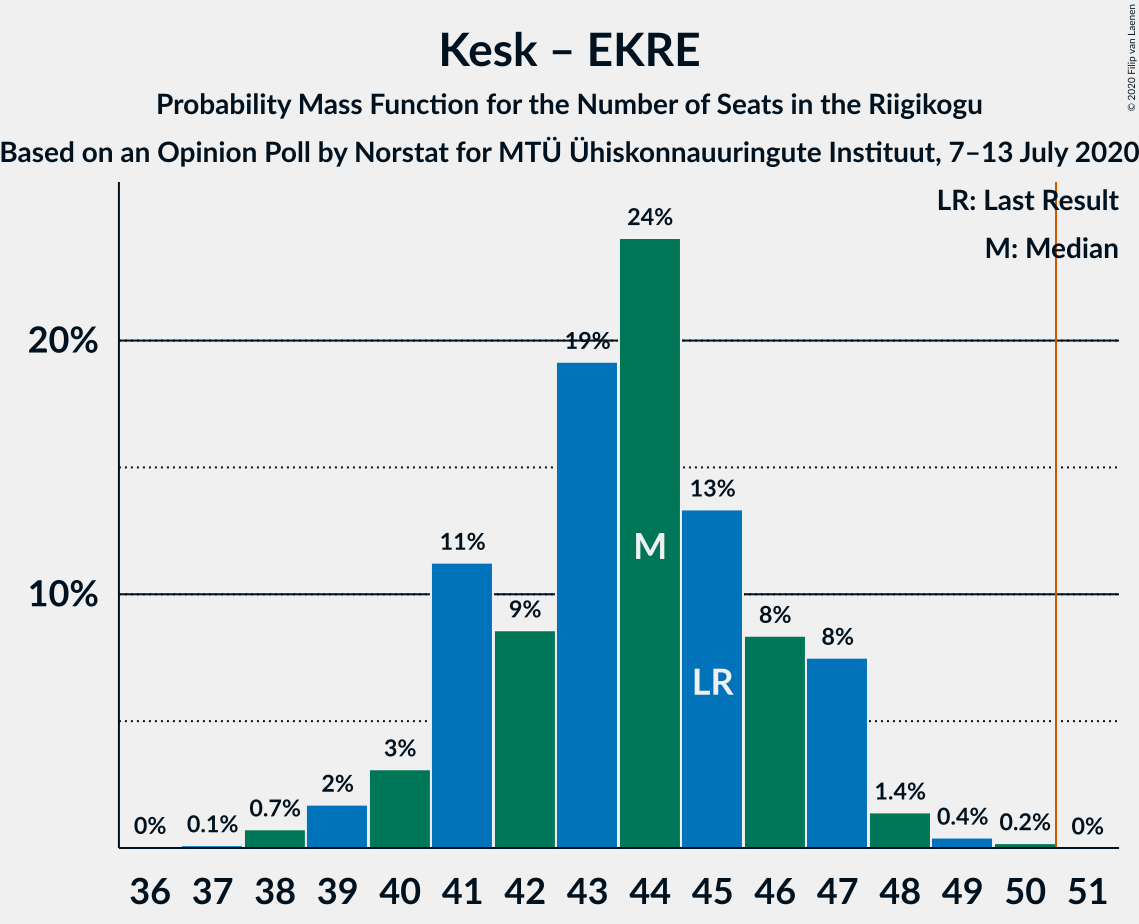 Kesk – EKRE
Probability Mass Function for the Number of Seats in the Riigikogu
Based on an Opinion Poll by Norstat for MTÜ Ühiskonnauuringute Instituut, 7–13 July 2020
© 2020 Filip van Laenen
LR: Last Result
M: Median
20%
10%
0%
0.1%
0.7%
2%
3%
11%
9%
19%
24%
13%
8%
8%
1.4%
0.4%
0.2%
0%
M
LR
36 37 38 39 40 41 42 43 44 45 46 47 48 49 50 51